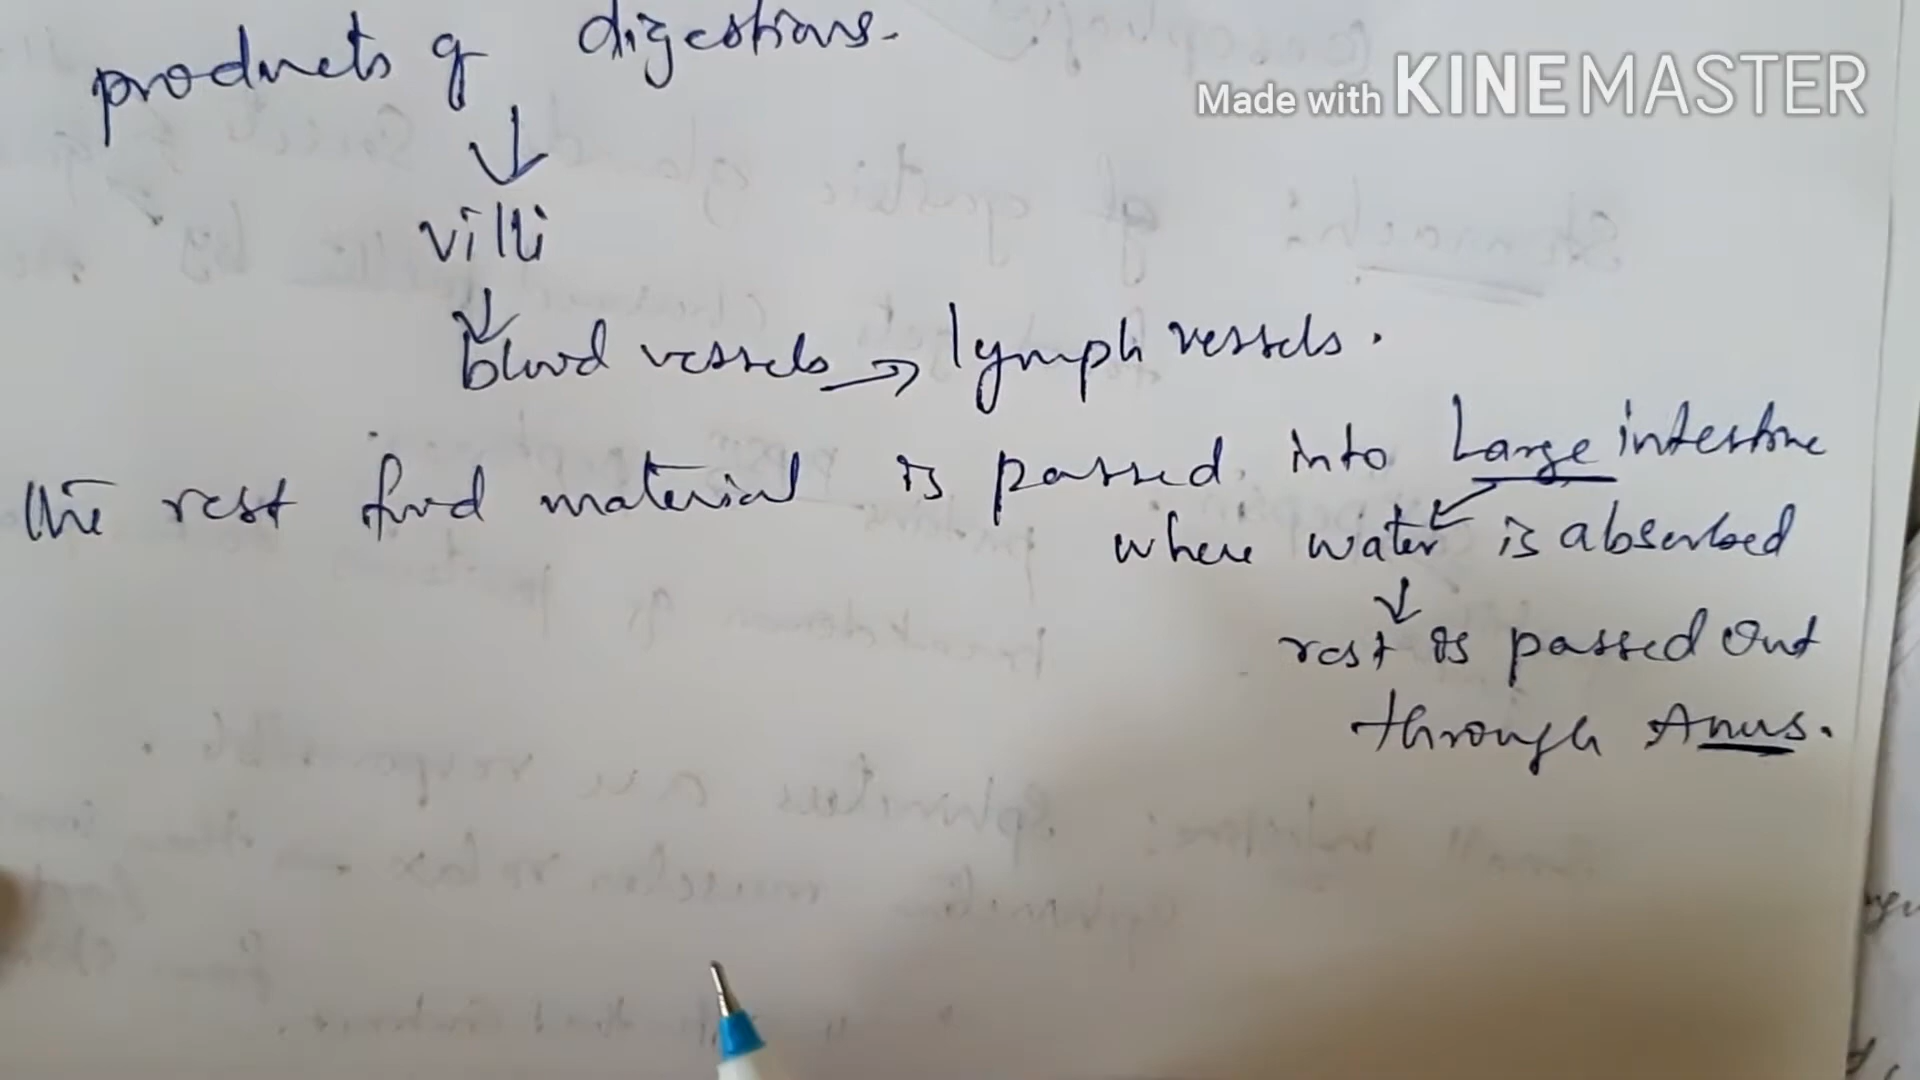 products of digestions.
Made with KINEMASTER
↓
villi
↓
blood vessels → lymph vessels.
the rest food material is passed into Large intestine
where water is absorbed
↓
rest is passed out
through Anus.